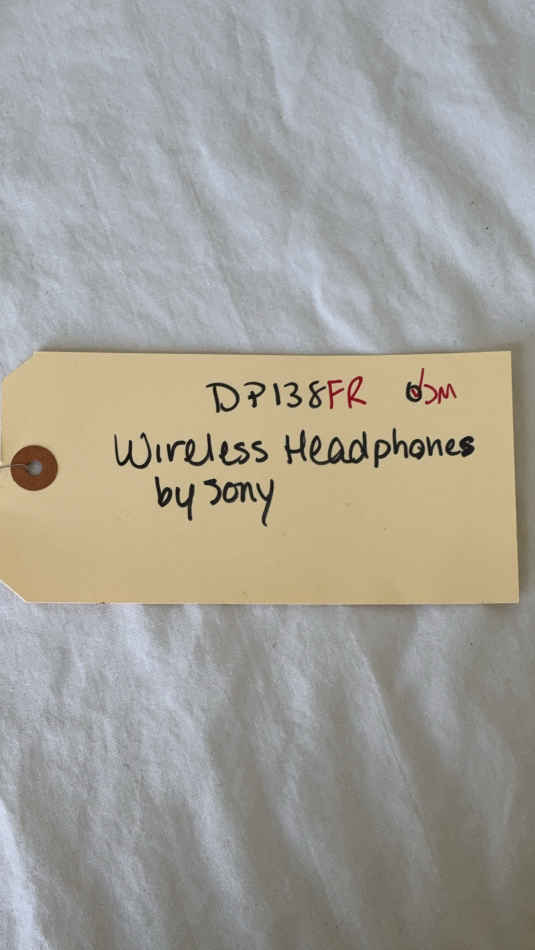 DP138FR
Wireless Headphones
by Sony